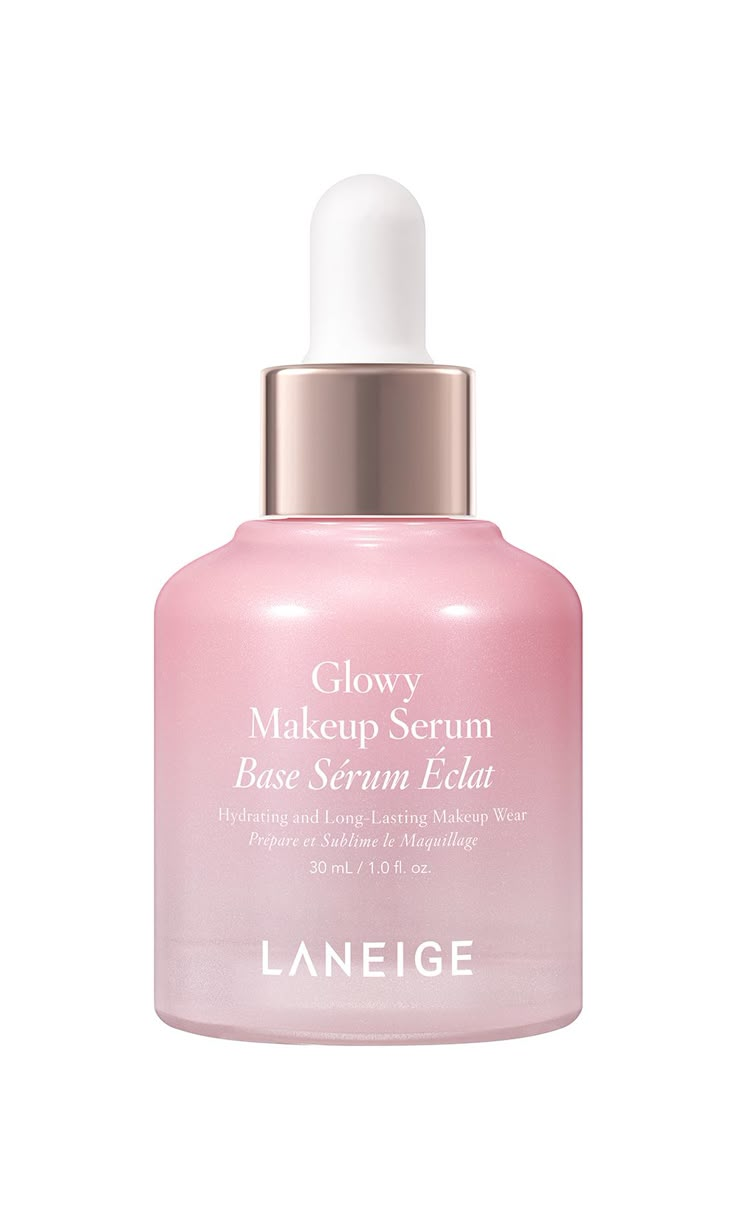 Glowy
Makeup Serum
Base Sérum Éclat
Hydrating and Long-Lasting Makeup Wear
Prépare et Sublime le Maquillage
30 mL / 1.0 fl. oz.
LANEIGE